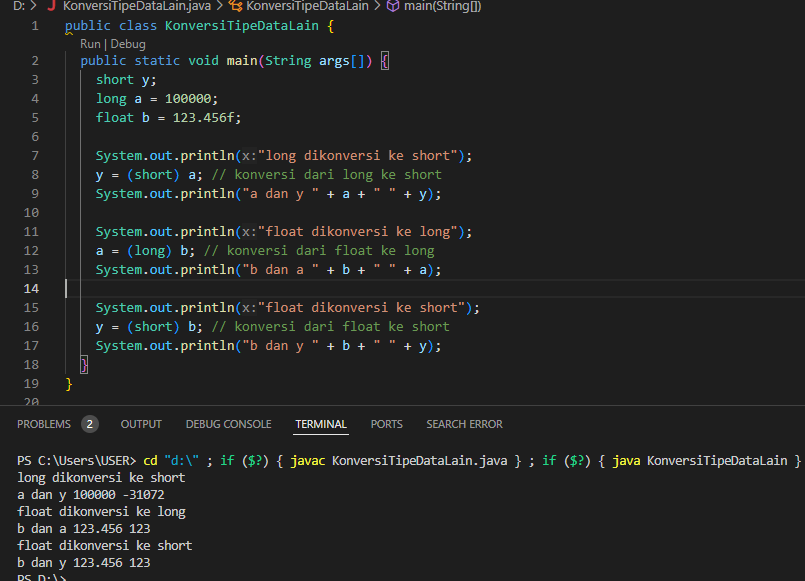 D: > J KonversiTipeDataLain.java > KonversiTipeDataLain > main(String[])
1 public class KonversiTipeDataLain {
Run | Debug
2 public static void main(String args[]) {
3 short y;
4 long a = 100000;
5 float b = 123.456f;
6
7 System.out.println(x:"long dikonversi ke short");
8 y = (short) a; // konversi dari long ke short
9 System.out.println("a dan y " + a + " " + y);
10
11 System.out.println(x:"float dikonversi ke long");
12 a = (long) b; // konversi dari float ke long
13 System.out.println("b dan a " + b + " " + a);
14
15 System.out.println(x:"float dikonversi ke short");
16 y = (short) b; // konversi dari float ke short
17 System.out.println("b dan y " + b + " " + y);
18 }
19 }
20
PROBLEMS 2 OUTPUT DEBUG CONSOLE TERMINAL PORTS SEARCH ERROR
PS C:\Users\USER> cd "d:\" ; if ($?) { javac KonversiTipeDataLain.java } ; if ($?) { java KonversiTipeDataLain }
long dikonversi ke short
a dan y 100000 -31072
float dikonversi ke long
b dan a 123.456 123
float dikonversi ke short
b dan y 123.456 123
PS D:\>